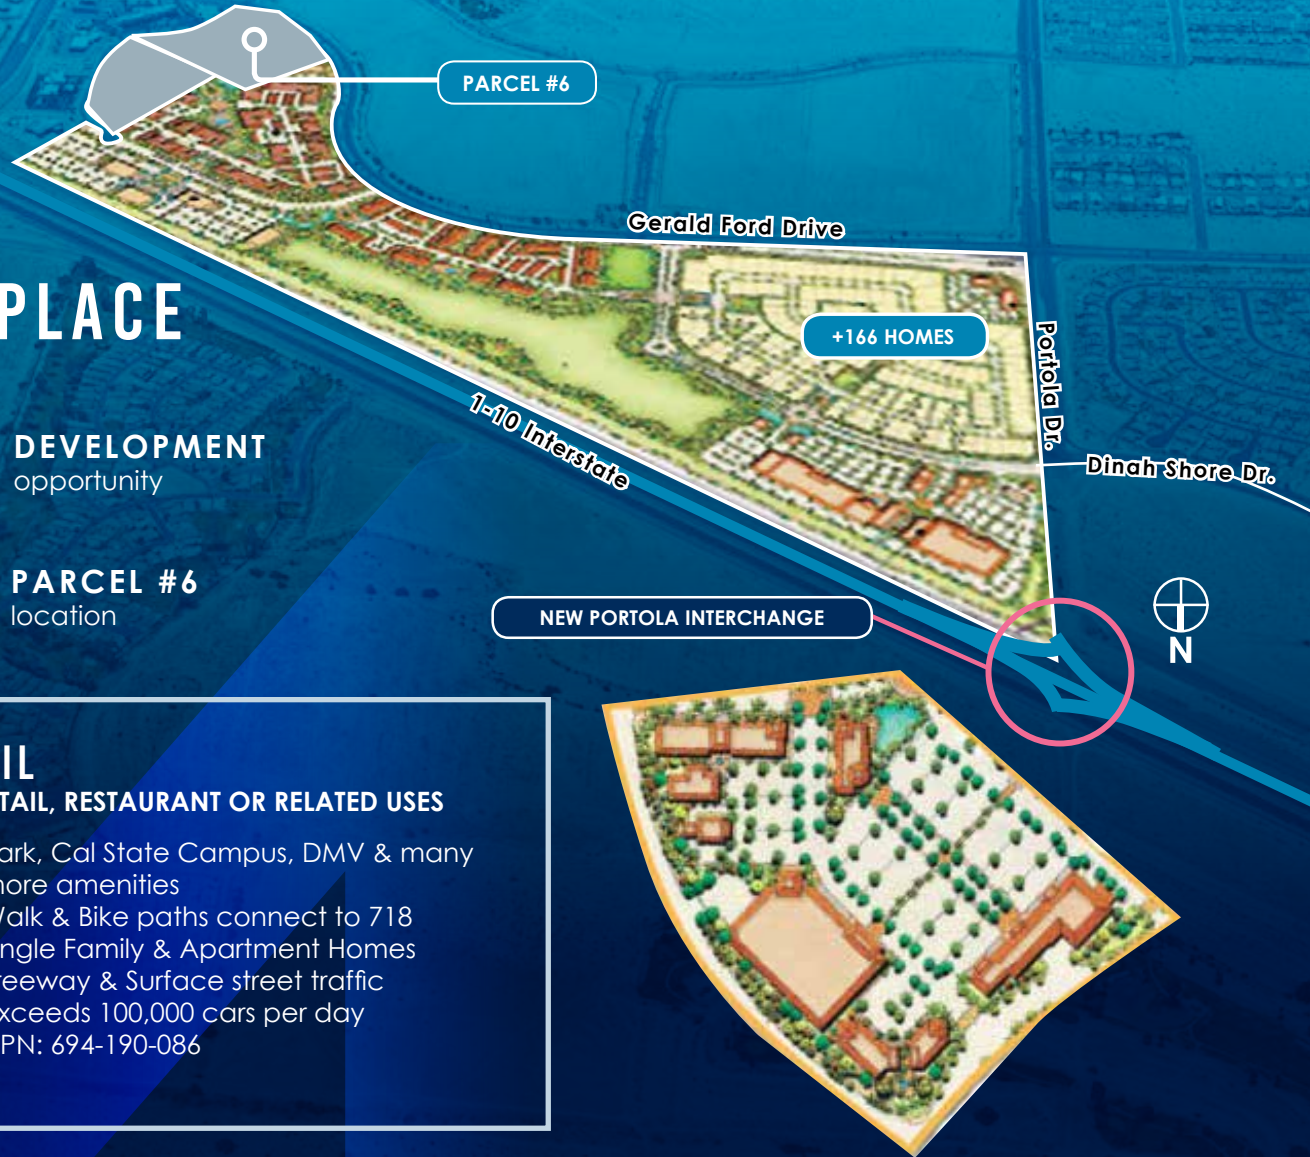 PARCEL #6
Gerald Ford Drive
PLACE
+166 HOMES
Portola Dr.
1-10 Interstate
DEVELOPMENT
opportunity
Dinah Shore Dr.
PARCEL #6
location
NEW PORTOLA INTERCHANGE
N
IL
TAIL, RESTAURANT OR RELATED USES
ark, Cal State Campus, DMV & many
more amenities
Walk & Bike paths connect to 718
ngle Family & Apartment Homes
reeway & Surface street traffic
xceeds 100,000 cars per day
PN: 694-190-086